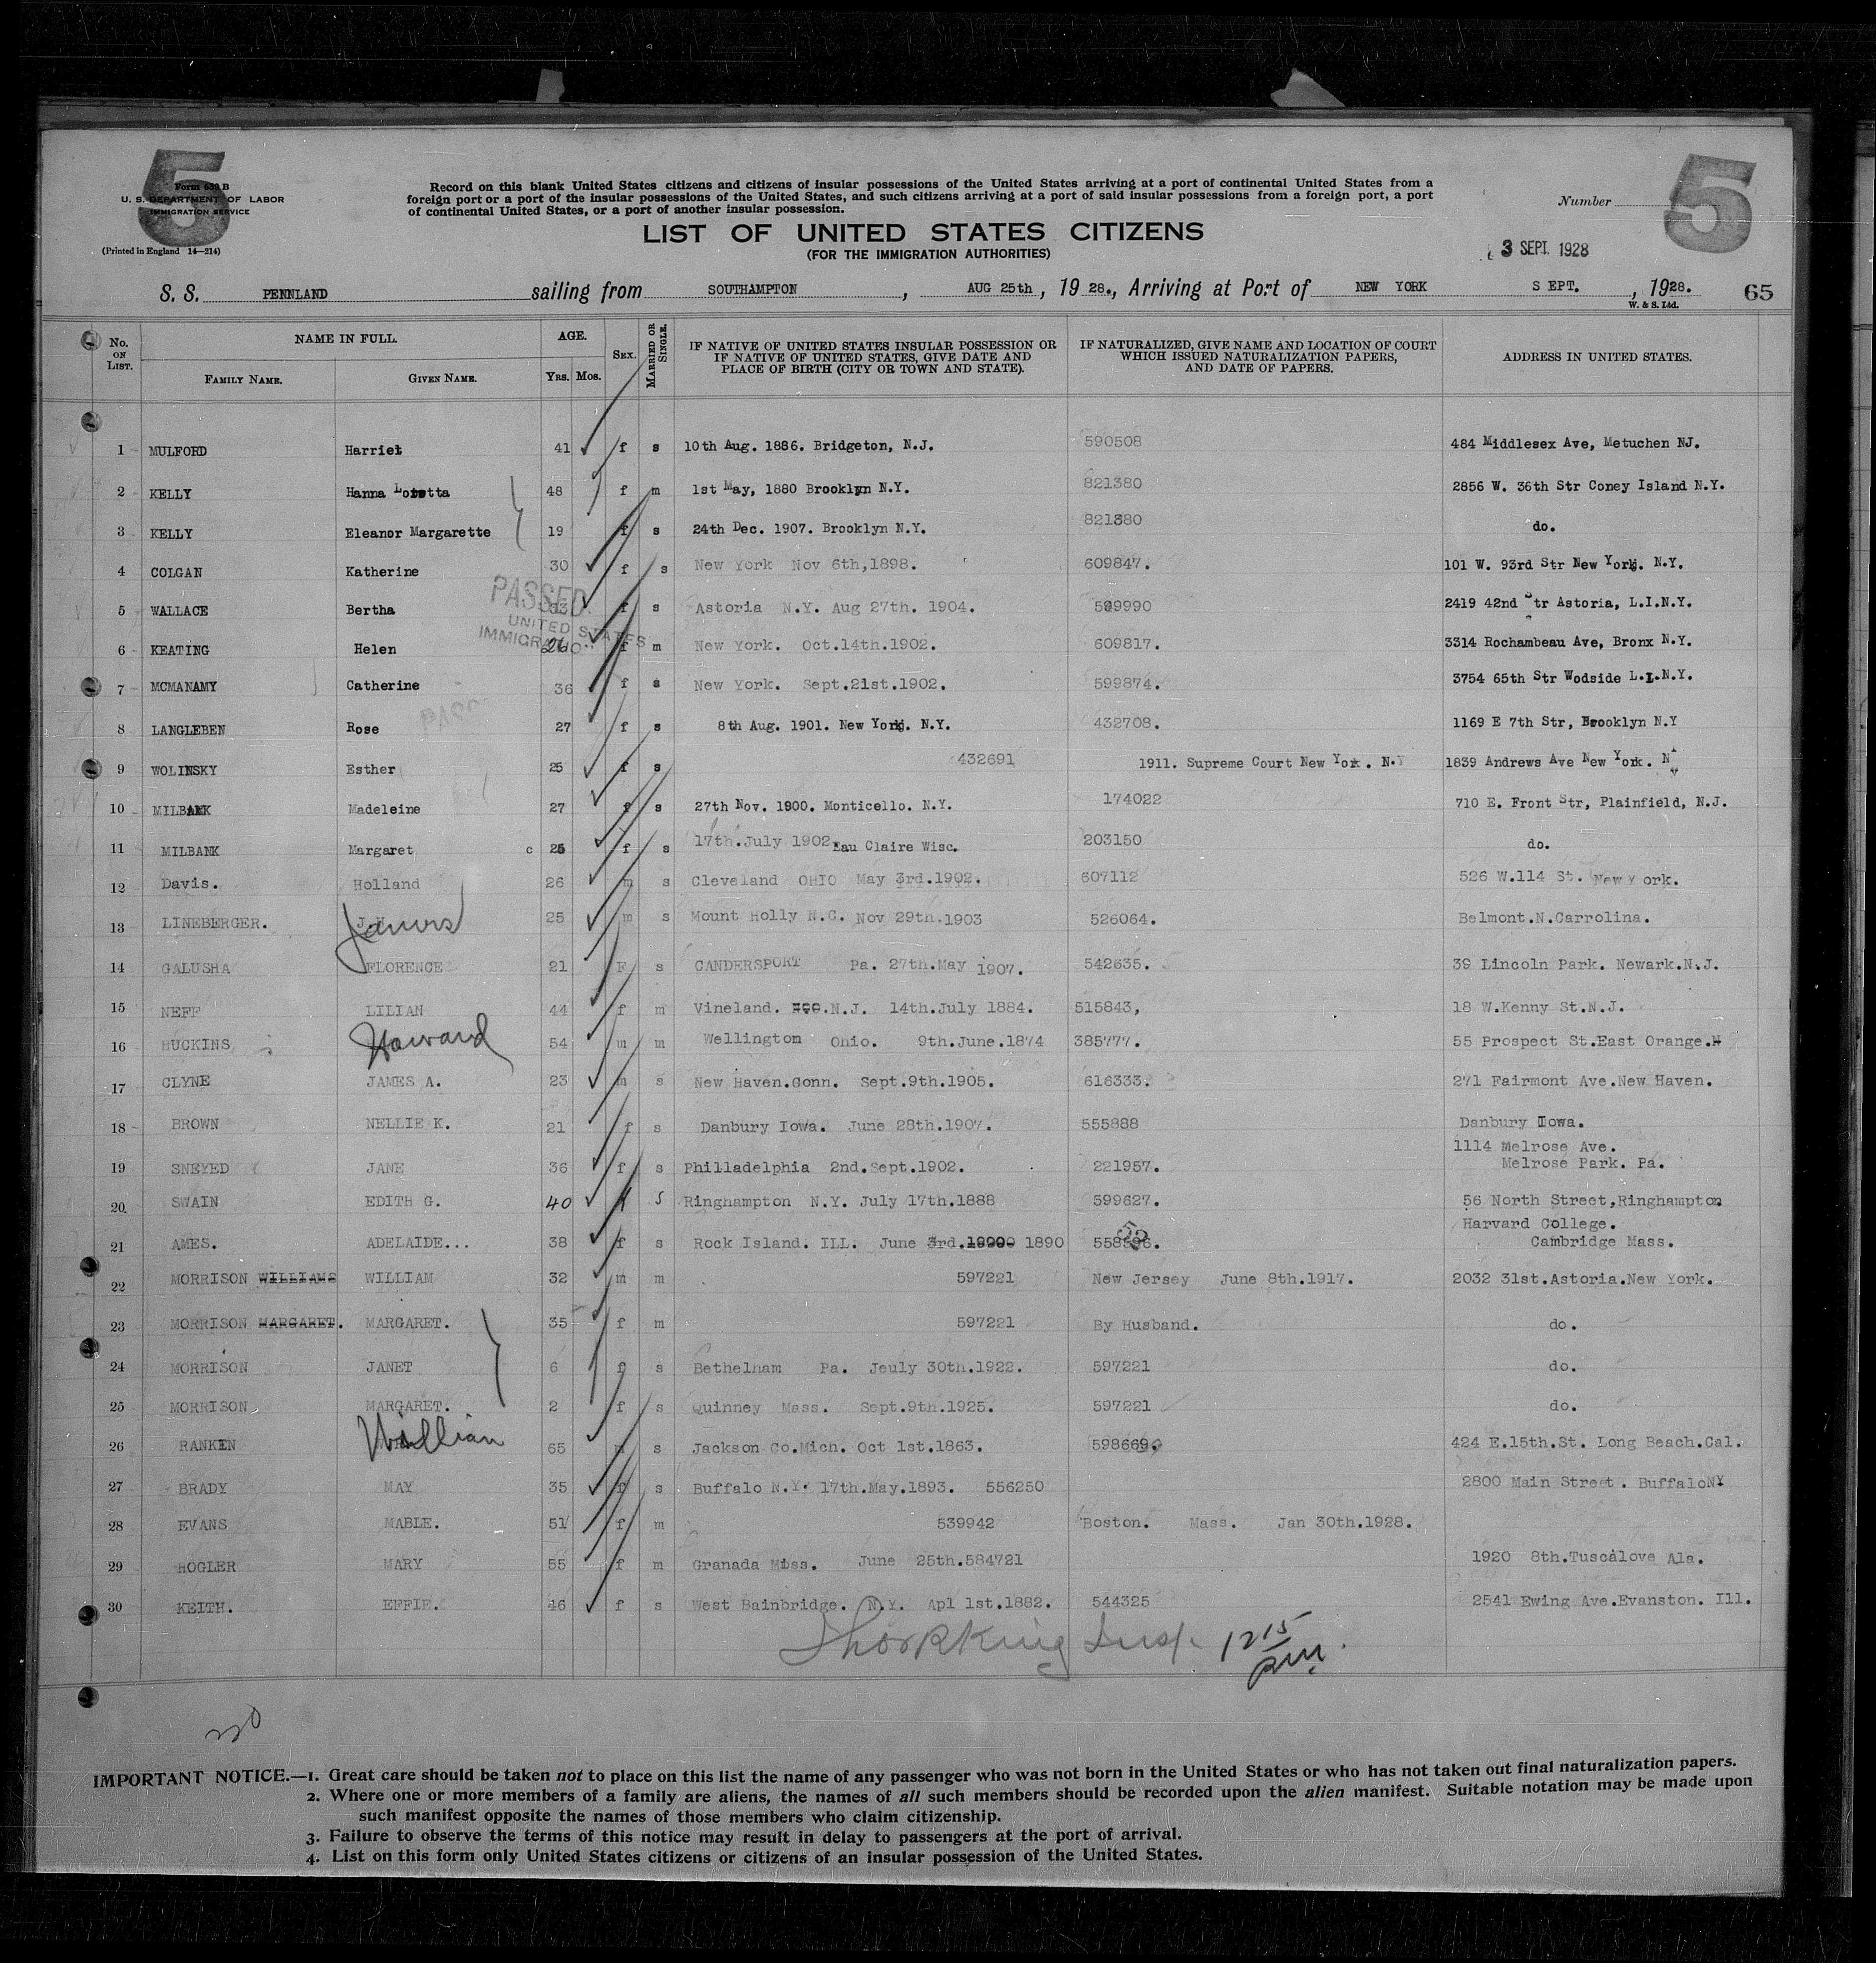 5 5
Form 630 B
U. S. DEPARTMENT OF LABOR
IMMIGRATION SERVICE
(Printed in England 14—214)
Record on this blank United States citizens and citizens of insular possessions of the United States arriving at a port of continental United States from a
foreign port or a port of the insular possessions of the United States, and such citizens arriving at a port of said insular possessions from a foreign port, a port
of continental United States, or a port of another insular possession.
Number
LIST OF UNITED STATES CITIZENS
(FOR THE IMMIGRATION AUTHORITIES)
3 SEPT. 1928
S. S. PENNLAND sailing from SOUTHAMPTON, AUG 25th, 1928., Arriving at Port of NEW YORK SEPT., 1928. 65
W. & S. Ltd.
No. ON LIST. NAME IN FULL. FAMILY NAME. GIVEN NAME. AGE. YRS. MOS. SEX. MARRIED OR SINGLE.
IF NATIVE OF UNITED STATES INSULAR POSSESSION OR
IF NATIVE OF UNITED STATES, GIVE DATE AND
PLACE OF BIRTH (CITY OR TOWN AND STATE).
IF NATURALIZED, GIVE NAME AND LOCATION OF COURT
WHICH ISSUED NATURALIZATION PAPERS,
AND DATE OF PAPERS.
ADDRESS IN UNITED STATES.
1 MULFORD Harriet 41 f s 10th Aug. 1886. Bridgeton, N.J. 590508 484 Middlesex Ave, Metuchen NJ.
2 KELLY Hanna Loretta 48 f m 1st May, 1880 Brooklyn N.Y. 821380 2856 W. 36th Str Coney Island N.Y.
3 KELLY Eleanor Margarette 19 f s 24th Dec. 1907. Brooklyn N.Y. 821380 do.
4 COLGAN Katherine 30 f s New York Nov 6th,1898. 609847. 101 W. 93rd Str New York. N.Y.
5 WALLACE Bertha f s Astoria N.Y. Aug 27th. 1904. 599990 2419 42nd Str Astoria, L.I.N.Y.
PASSED
UNITED STATES
IMMIGRATION
6 KEATING Helen 26 f m New York. Oct.14th.1902. 609817. 3314 Rochambeau Ave, Bronx N.Y.
7 MCMANAMY Catherine 36 f s New York. Sept.21st.1902. 599874. 3754 65th Str Wodside L.I.N.Y.
8 LANGLEBEN Rose 27 f s 8th Aug. 1901. New York. N.Y. 432708. 1169 E 7th Str, Brooklyn N.Y
9 WOLINSKY Esther 25 f s 432691 1911. Supreme Court New York. N.Y 1839 Andrews Ave New York. N Y
10 MILBANK Madeleine 27 f s 27th Nov. 1900. Monticello. N.Y. 174022 710 E. Front Str, Plainfield, N.J.
11 MILBANK Margaret c f s 17th.July 1902 Eau Claire Wisc. 203150 do.
12 Davis. Holland 26 m s Cleveland OHIO May 3rd.1902. 607112 526 W.114 St. New York.
13 LINEBERGER. J.H. James 25 m s Mount Holly N.C. Nov 29th.1903 526064. Belmont.N.Carrolina.
14 GALUSHA FLORENCE 21 F s CANDERSPORT Pa. 27th.May 1907. 542635. 39 Lincoln Park. Newark.N.J.
15 NEFF LILIAN 44 f m Vineland. N.J. 14th.July 1884. 515843, 18 W.Kenny St.N.J.
16 HUCKINS Howard 54 m m Wellington Ohio. 9th.June.1874 385777. 55 Prospect St.East Orange.N
17 CLYNE JAMES A. 23 m s New Haven.Conn. Sept.9th.1905. 616333. 271 Fairmont Ave.New Haven.
18 BROWN NELLIE K. 21 f s Danbury Iowa. June 28th.1907. 555888 Danbury Iowa.
19 SNEYED JANE 36 f s Philladelphia 2nd.Sept.1902. 221957. 1114 Melrose Ave.
Melrose Park. Pa.
20. SWAIN EDITH G. 40 f S Ringhampton N.Y. July 17th.1888 599627. 56 North Street,Ringhampton
21 AMES. ADELAIDE... 38 f s Rock Island. ILL. June 3rd. 1890 Harvard College.
Cambridge Mass.
22 MORRISON WILLIAMS WILLIAM 32 m m 597221 New Jersey June 8th.1917. 2032 31st.Astoria.New York.
23 MORRISON MARGARET. MARGARET. 35 f m 597221 By Husband. do.
24 MORRISON JANET 6 f s Bethelham Pa. Jeuly 30th.1922. 597221 do.
25 MORRISON MARGARET. 2 f s Quinney Mass. Sept.9th.1925. 597221 do.
26 RANKEN William 65 m s Jackson Co.Mich. Oct 1st.1863. 598669 424 E.15th.St. Long Beach.Cal.
27 BRADY MAY 35 f s Buffalo N.Y. 17th.May.1893. 556250 2800 Main Street. BuffaloNY
28 EVANS MABLE. 51 f m 539942 Boston. Mass. Jan 30th.1928.
29 HOGLER MARY 55 f m Granada Miss. June 25th.584721 1920 8th.Tuscalove Ala.
30 KEITH. EFFIE. 46 f s West Bainbridge. N.Y. Apl 1st.1882. 544325 2541 Ewing Ave.Evanston. Ill.
Insp. 12 15 pm.
IMPORTANT NOTICE.—1. Great care should be taken not to place on this list the name of any passenger who was not born in the United States or who has not taken out final naturalization papers.
2. Where one or more members of a family are aliens, the names of all such members should be recorded upon the alien manifest. Suitable notation may be made upon
such manifest opposite the names of those members who claim citizenship.
3. Failure to observe the terms of this notice may result in delay to passengers at the port of arrival.
4. List on this form only United States citizens or citizens of an insular possession of the United States.